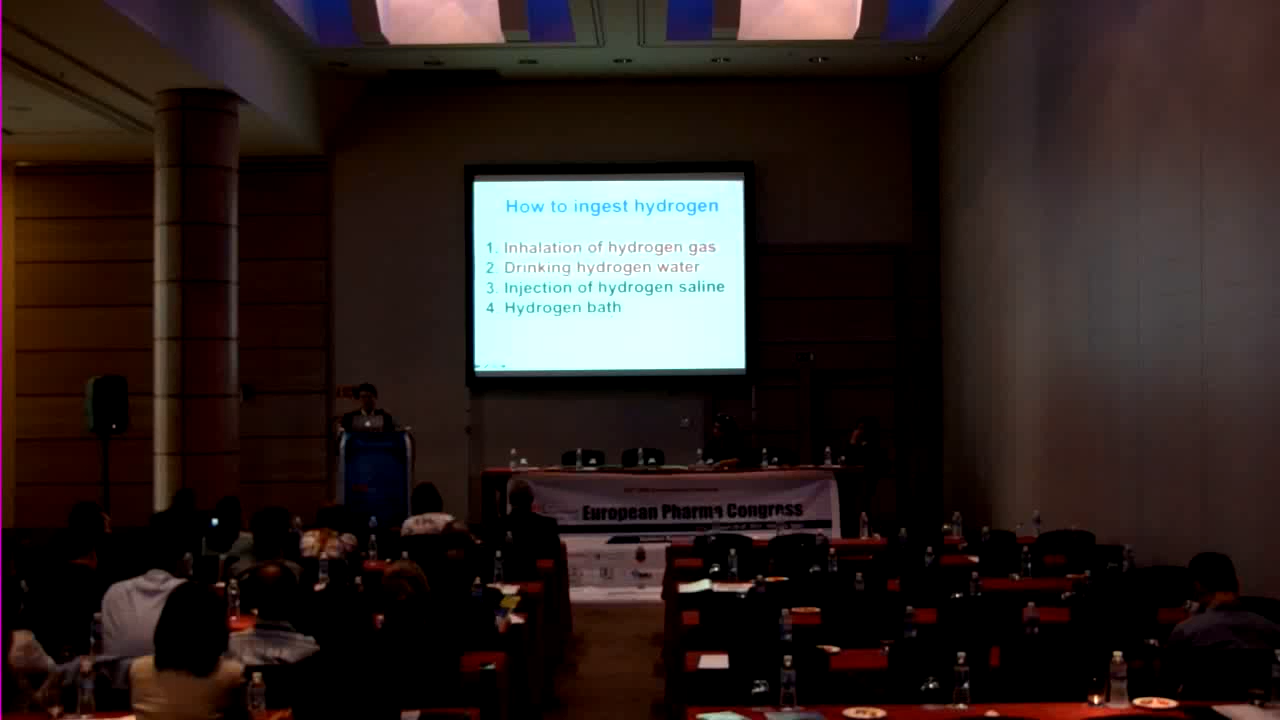 How to ingest hydrogen
1. Inhalation of hydrogen gas
2. Drinking hydrogen water
3. Injection of hydrogen saline
4 Hydrogen bath
European Pharma Congress